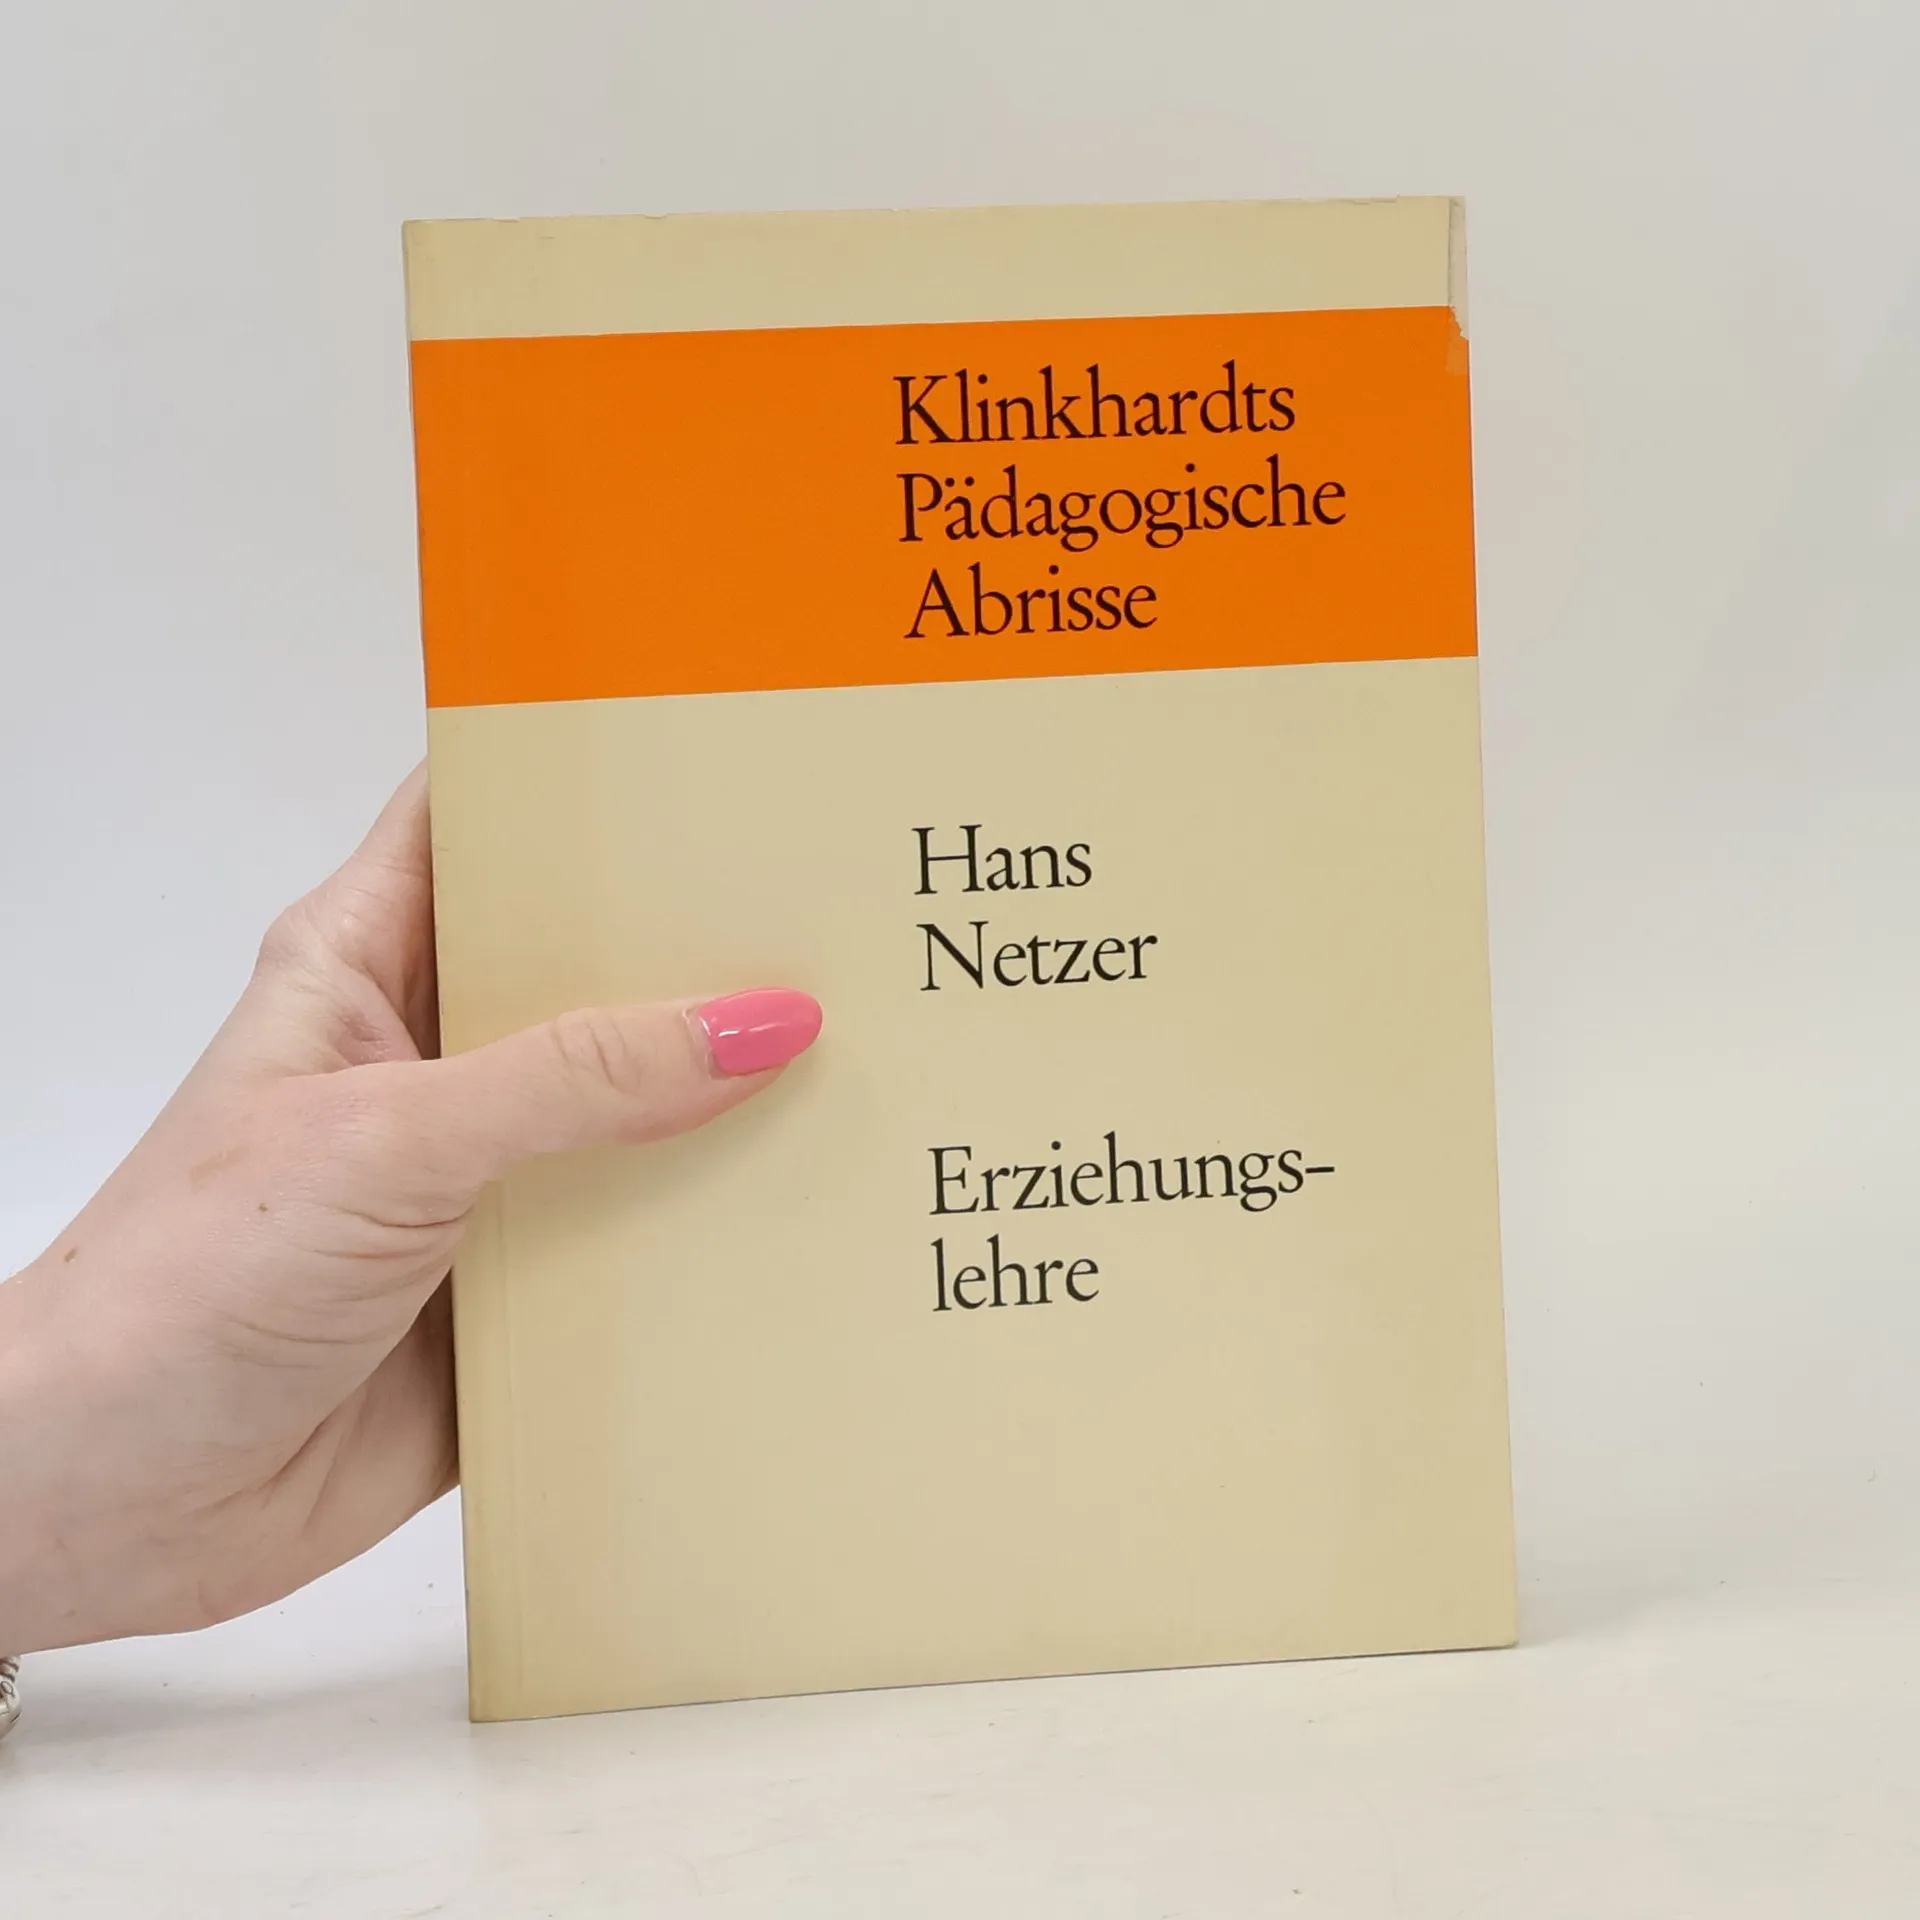 Klinkhardts
Pädagogische
Abrisse
Hans
Netzer
Erziehungs-
lehre